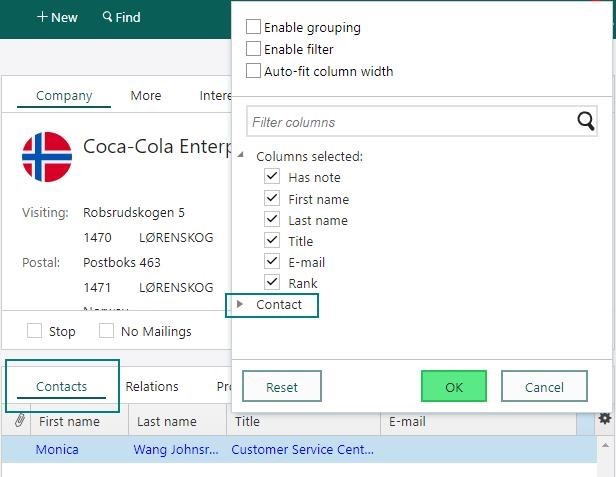 + New
Find
Enable grouping
Enable filter
Auto-fit column width
Company More Intere
Filter columns
Coca-Cola Enterp
Columns selected:
Has note
First name
Last name
Title
E-mail
Rank
Contact
Visiting: Robsrudskogen 5
1470 LØRENSKOG
Postal: Postboks 463
1471 LØRENSKOG
Norway
Stop No Mailings
Reset OK Cancel
Contacts Relations Pro
First name Last name Title E-mail
Monica Wang Johnsr... Customer Service Cent...